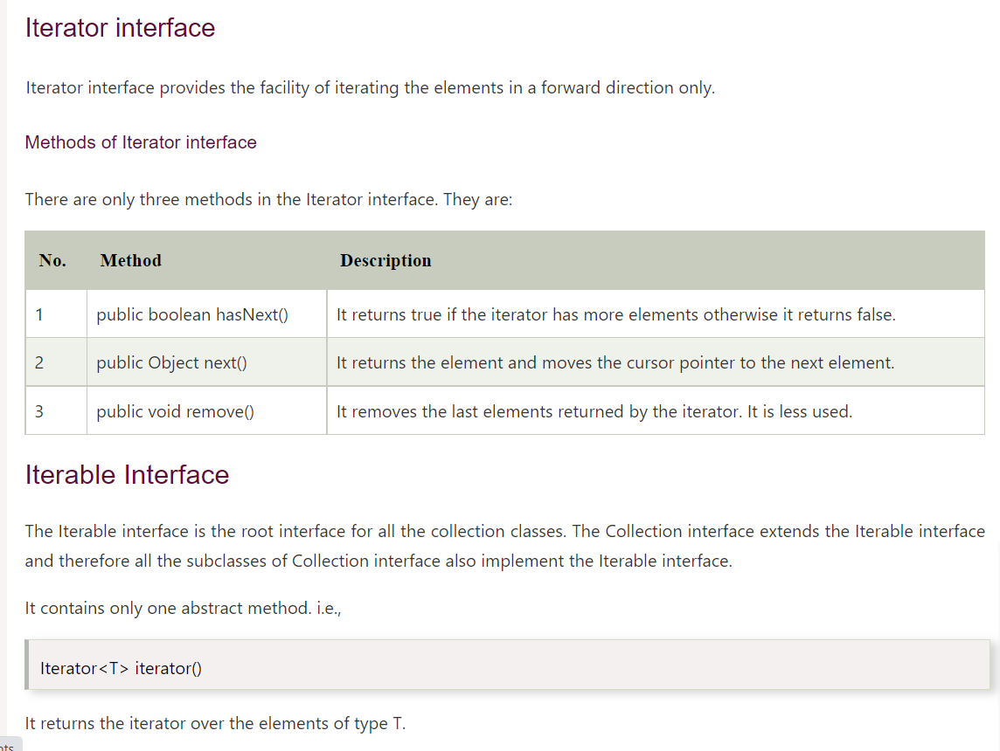 Iterator interface
Iterator interface provides the facility of iterating the elements in a forward direction only.
Methods of Iterator interface
There are only three methods in the Iterator interface. They are:
No. Method Description
1 public boolean hasNext() It returns true if the iterator has more elements otherwise it returns false.
2 public Object next() It returns the element and moves the cursor pointer to the next element.
3 public void remove() It removes the last elements returned by the iterator. It is less used.
Iterable Interface
The Iterable interface is the root interface for all the collection classes. The Collection interface extends the Iterable interface
and therefore all the subclasses of Collection interface also implement the Iterable interface.
It contains only one abstract method. i.e.,
Iterator<T> iterator()
It returns the iterator over the elements of type T.